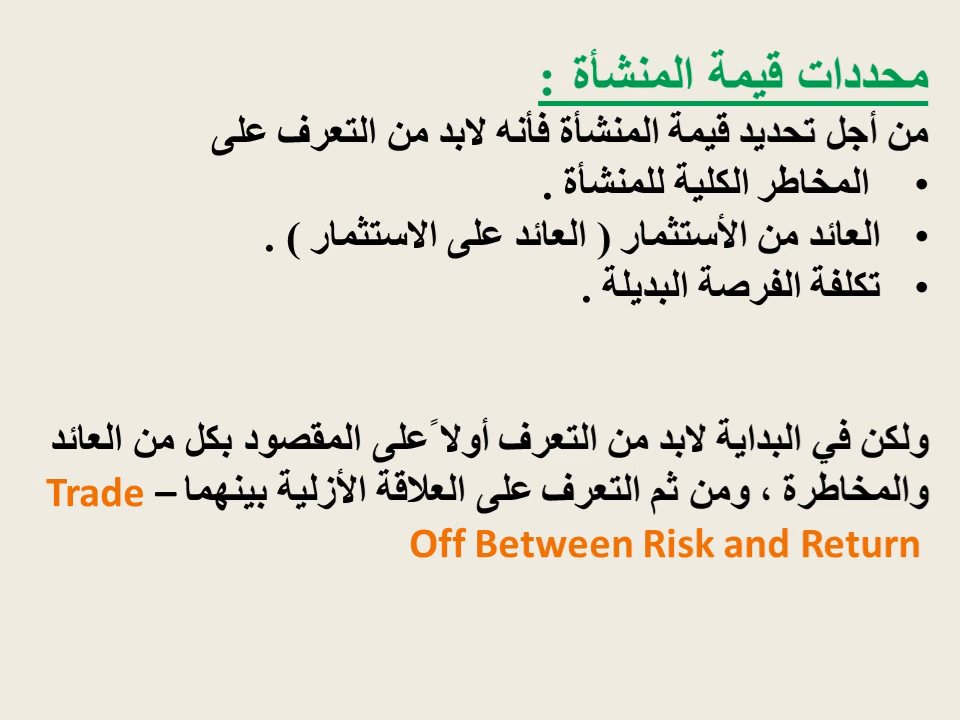 محددات قيمة المنشأة :
من أجل تحديد قيمة المنشأة فأنه لابد من التعرف على
• المخاطر الكلية للمنشأة .
• العائد من الأستثمار ( العائد على الاستثمار ) .
• تكلفة الفرصة البديلة .
ولكن في البداية لابد من التعرف أولا ًعلى المقصود بكل من العائد
والمخاطرة ، ومن ثم التعرف على العلاقة الأزلية بينهما – Trade
Off Between Risk and Return